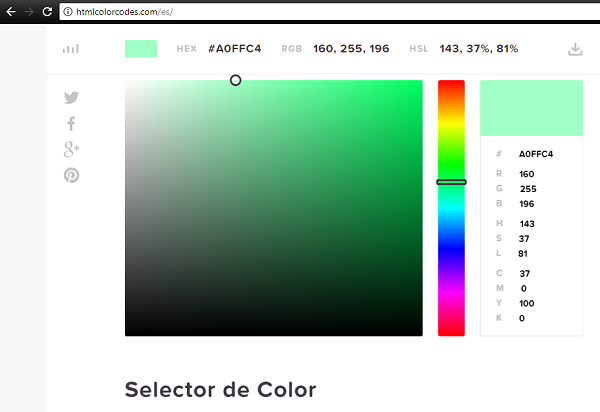 htmlcolorcodes.com/es/
HEX #A0FFC4 RGB 160, 255, 196 HSL 143, 37%, 81%
# A0FFC4
R 160
G 255
B 196
H 143
S 37
L 81
C 37
M 0
Y 100
K 0
Selector de Color